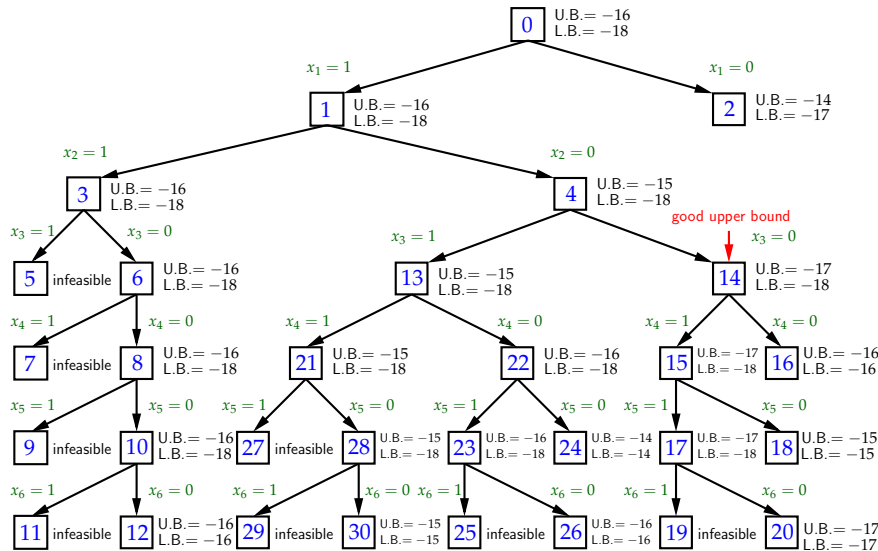 0
U.B.= −16
L.B.= −18
x1 = 1
x1 = 0
1
U.B.= −16
L.B.= −18
2
U.B.= −14
L.B.= −17
x2 = 1
x2 = 0
3
U.B.= −16
L.B.= −18
4
U.B.= −15
L.B.= −18
good upper bound
x3 = 1
x3 = 0
x3 = 1
x3 = 0
5
infeasible
6
U.B.= −16
L.B.= −18
13
U.B.= −15
L.B.= −18
14
U.B.= −17
L.B.= −18
x4 = 1
x4 = 0
x4 = 1
x4 = 0
x4 = 1
x4 = 0
7
infeasible
8
U.B.= −16
L.B.= −18
21
U.B.= −15
L.B.= −18
22
U.B.= −16
L.B.= −18
15
U.B.= −17
L.B.= −18
16
U.B.= −16
L.B.= −16
x5 = 1
x5 = 0
x5 = 1
x5 = 0
x5 = 1
x5 = 0
x5 = 1
x5 = 0
9
infeasible
10
U.B.= −16
L.B.= −18
27
infeasible
28
U.B.= −15
L.B.= −18
23
U.B.= −16
L.B.= −18
24
U.B.= −14
L.B.= −14
17
U.B.= −17
L.B.= −18
18
U.B.= −15
L.B.= −15
x6 = 1
x6 = 0
x6 = 1
x6 = 0
x6 = 1
x6 = 0
x6 = 1
x6 = 0
11
infeasible
12
U.B.= −16
L.B.= −16
29
infeasible
30
U.B.= −15
L.B.= −15
25
infeasible
26
U.B.= −16
L.B.= −16
19
infeasible
20
U.B.= −17
L.B.= −17